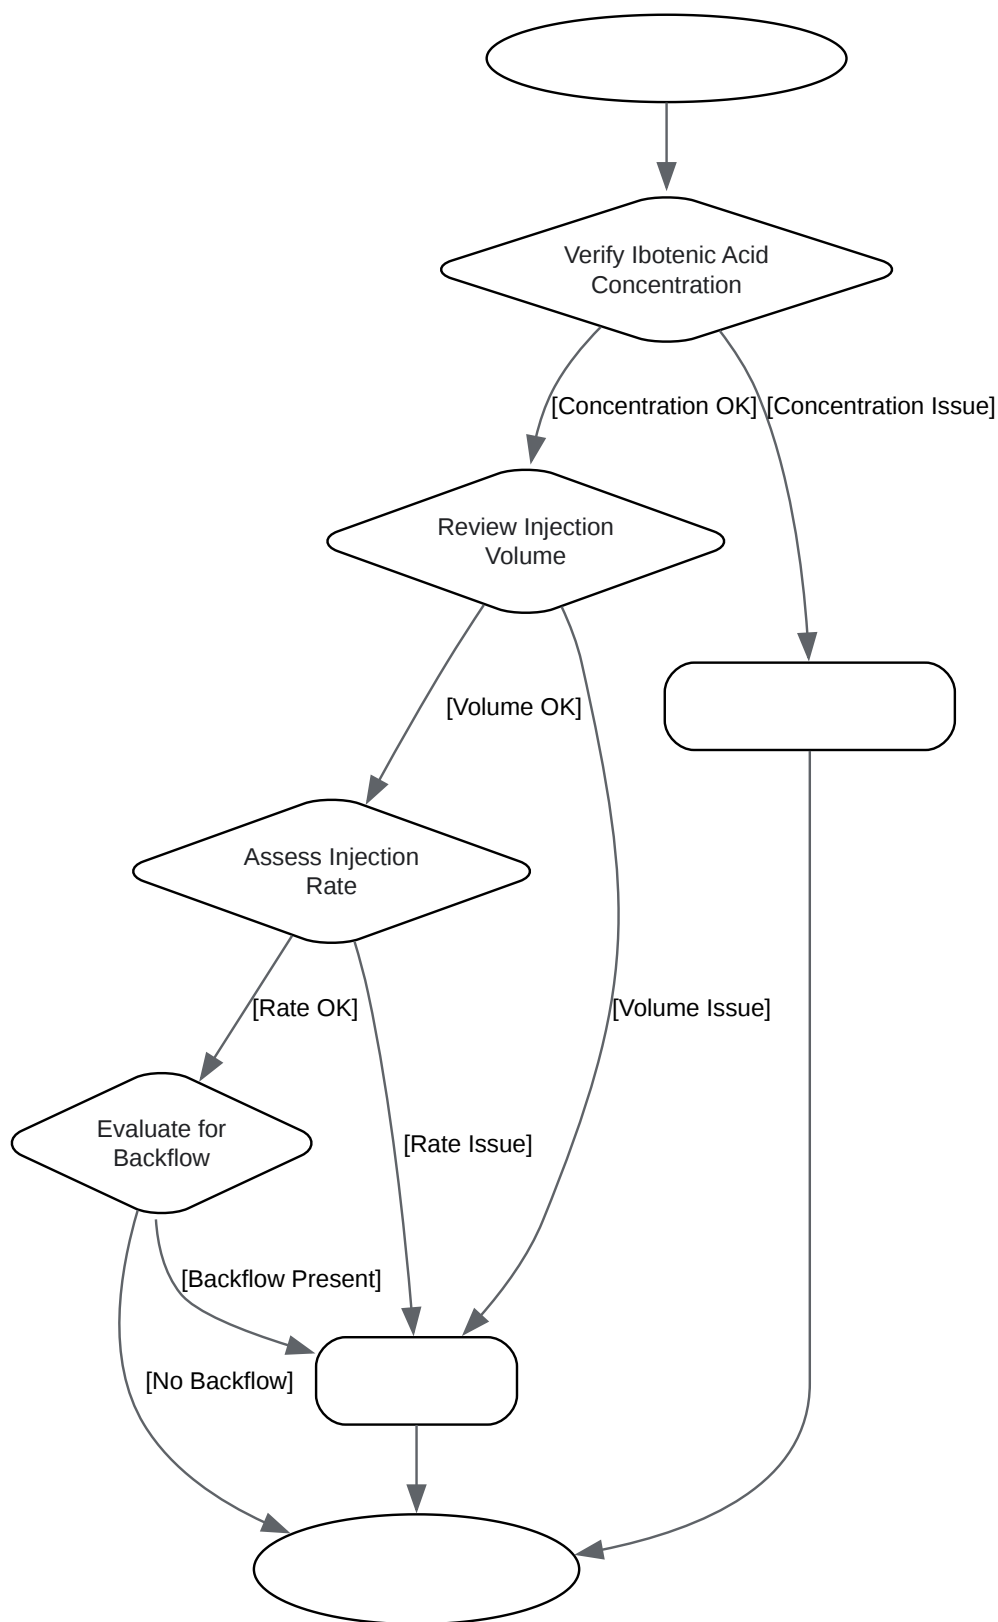 Verify Ibotenic Acid
Concentration
[Concentration OK]
[Concentration Issue]
Review Injection
Volume
[Volume OK]
Assess Injection
Rate
[Rate OK]
[Volume Issue]
Evaluate for
Backflow
[Rate Issue]
[Backflow Present]
[No Backflow]